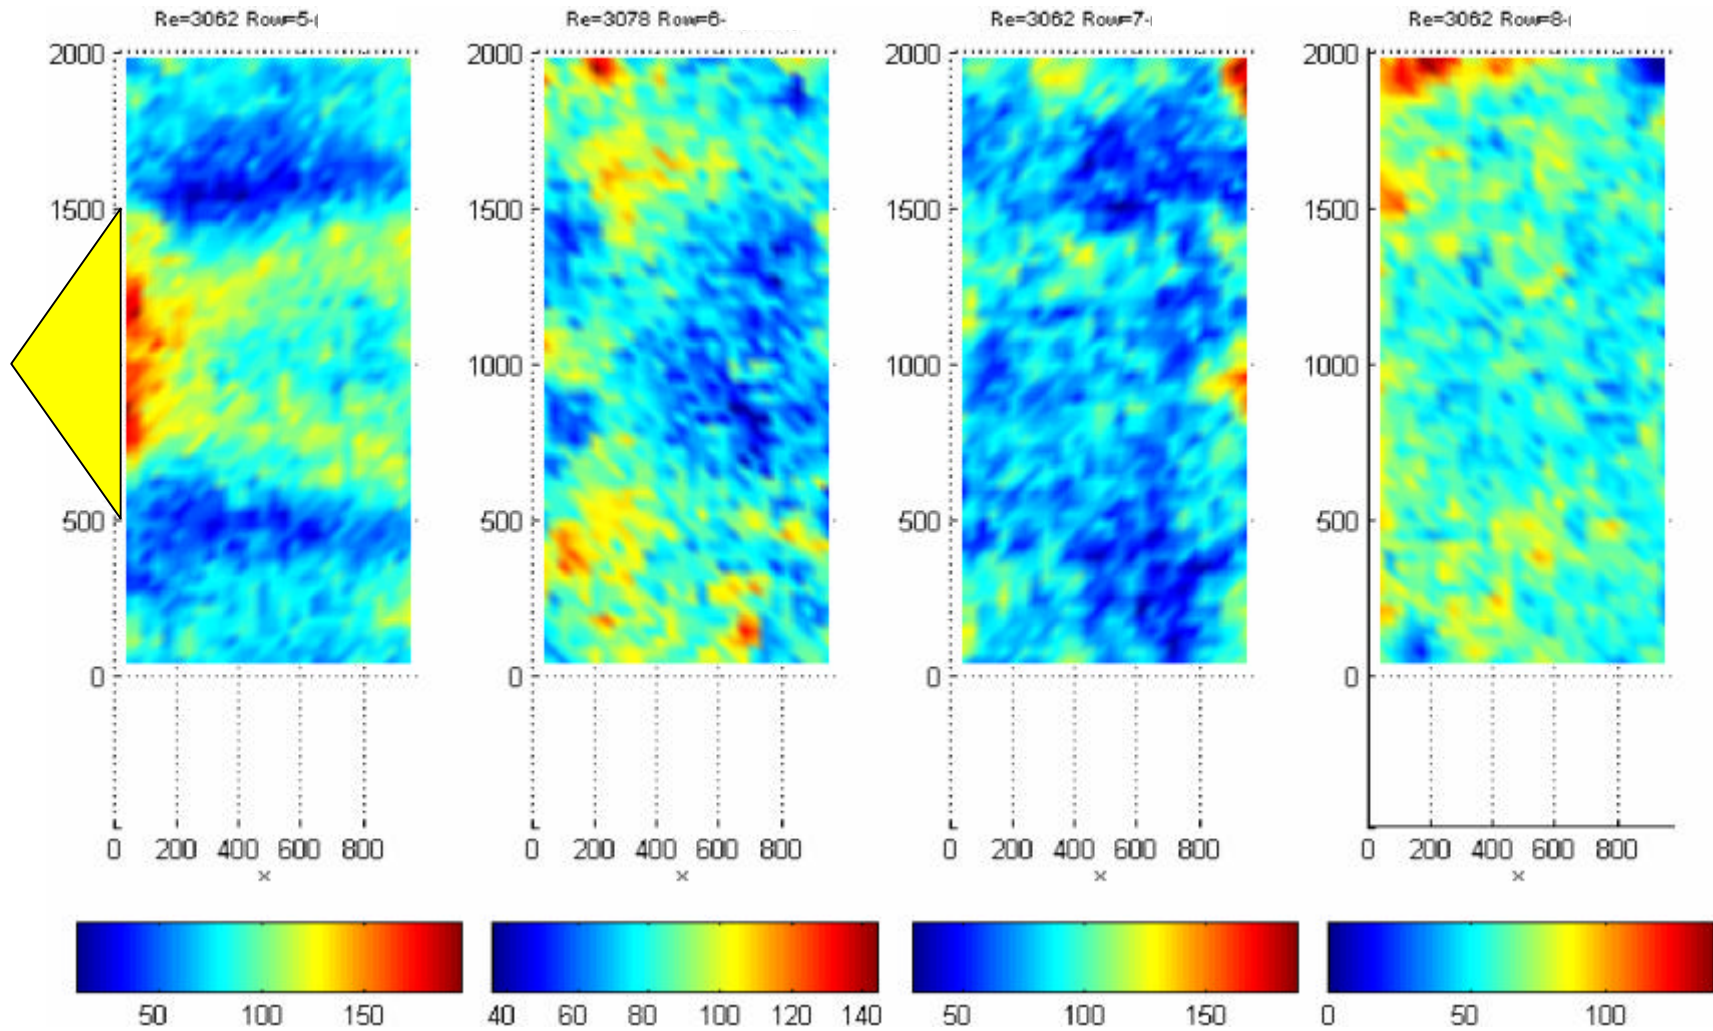 Re=3062 Row=5-(
Re=3078 Row=6-
Re=3062 Row=7-(
Re=3062 Row=8-(
2000 2000 2000 2000
1500 1500 1500 1500
1000 1000 1000 1000
500 500 500 500
0 0 0 0
0 200 400 600 800 0 200 400 600 800 0 200 400 600 800 0 200 400 600 800
x x x x
50 100 150 40 60 80 100 120 140 50 100 150 0 50 100